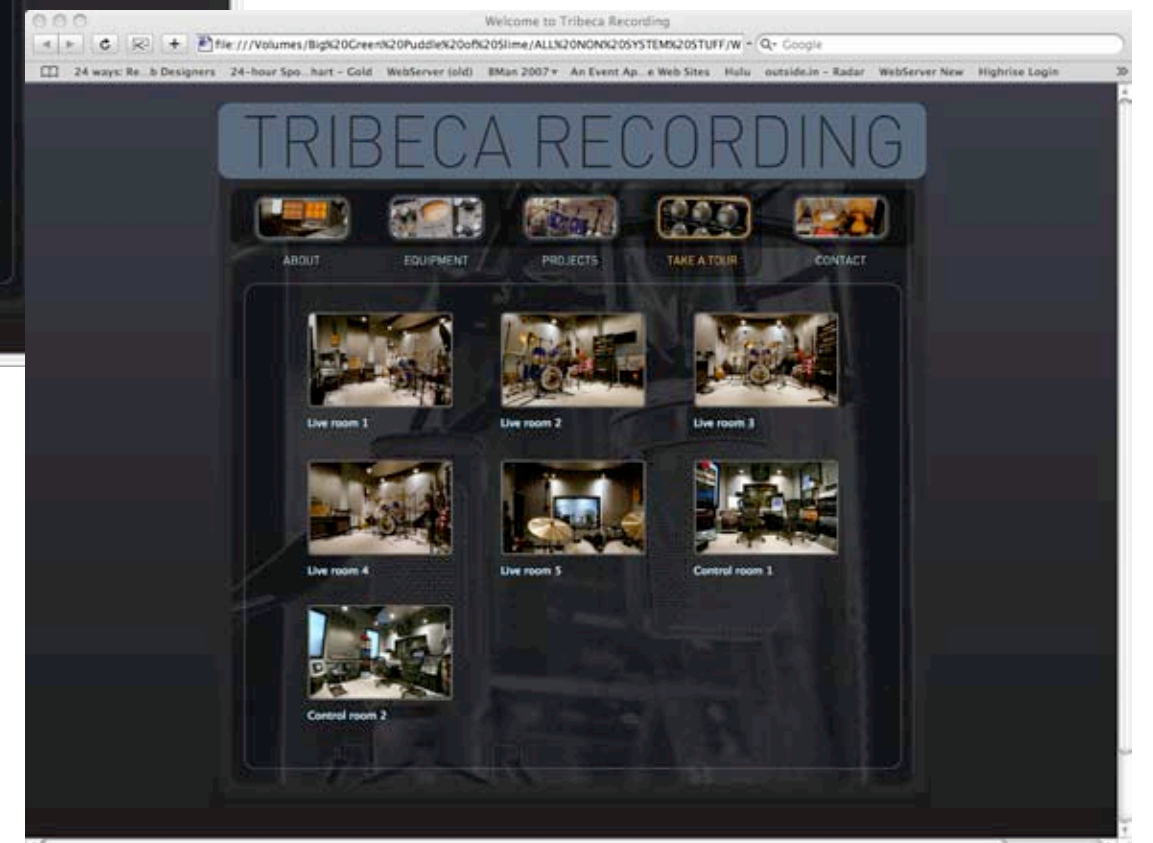 Welcome to Tribeca Recording
file:///Volumes/Big%20Green%20Puddle%20of%20Slime/ALL%20NON%20SYSTEM%20STUFF/W Google
24 ways: Re...b Designers 24-hour Spo...hart - Gold WebServer (old) BMan 2007 An Event Ap...e Web Sites Hulu outside.in - Radar WebServer New Highrise Login
TRIBECA RECORDING
ABOUT EQUIPMENT PROJECTS TAKE A TOUR CONTACT
Live room 1 Live room 2 Live room 3
Live room 4 Live room 5 Control room 1
Control room 2